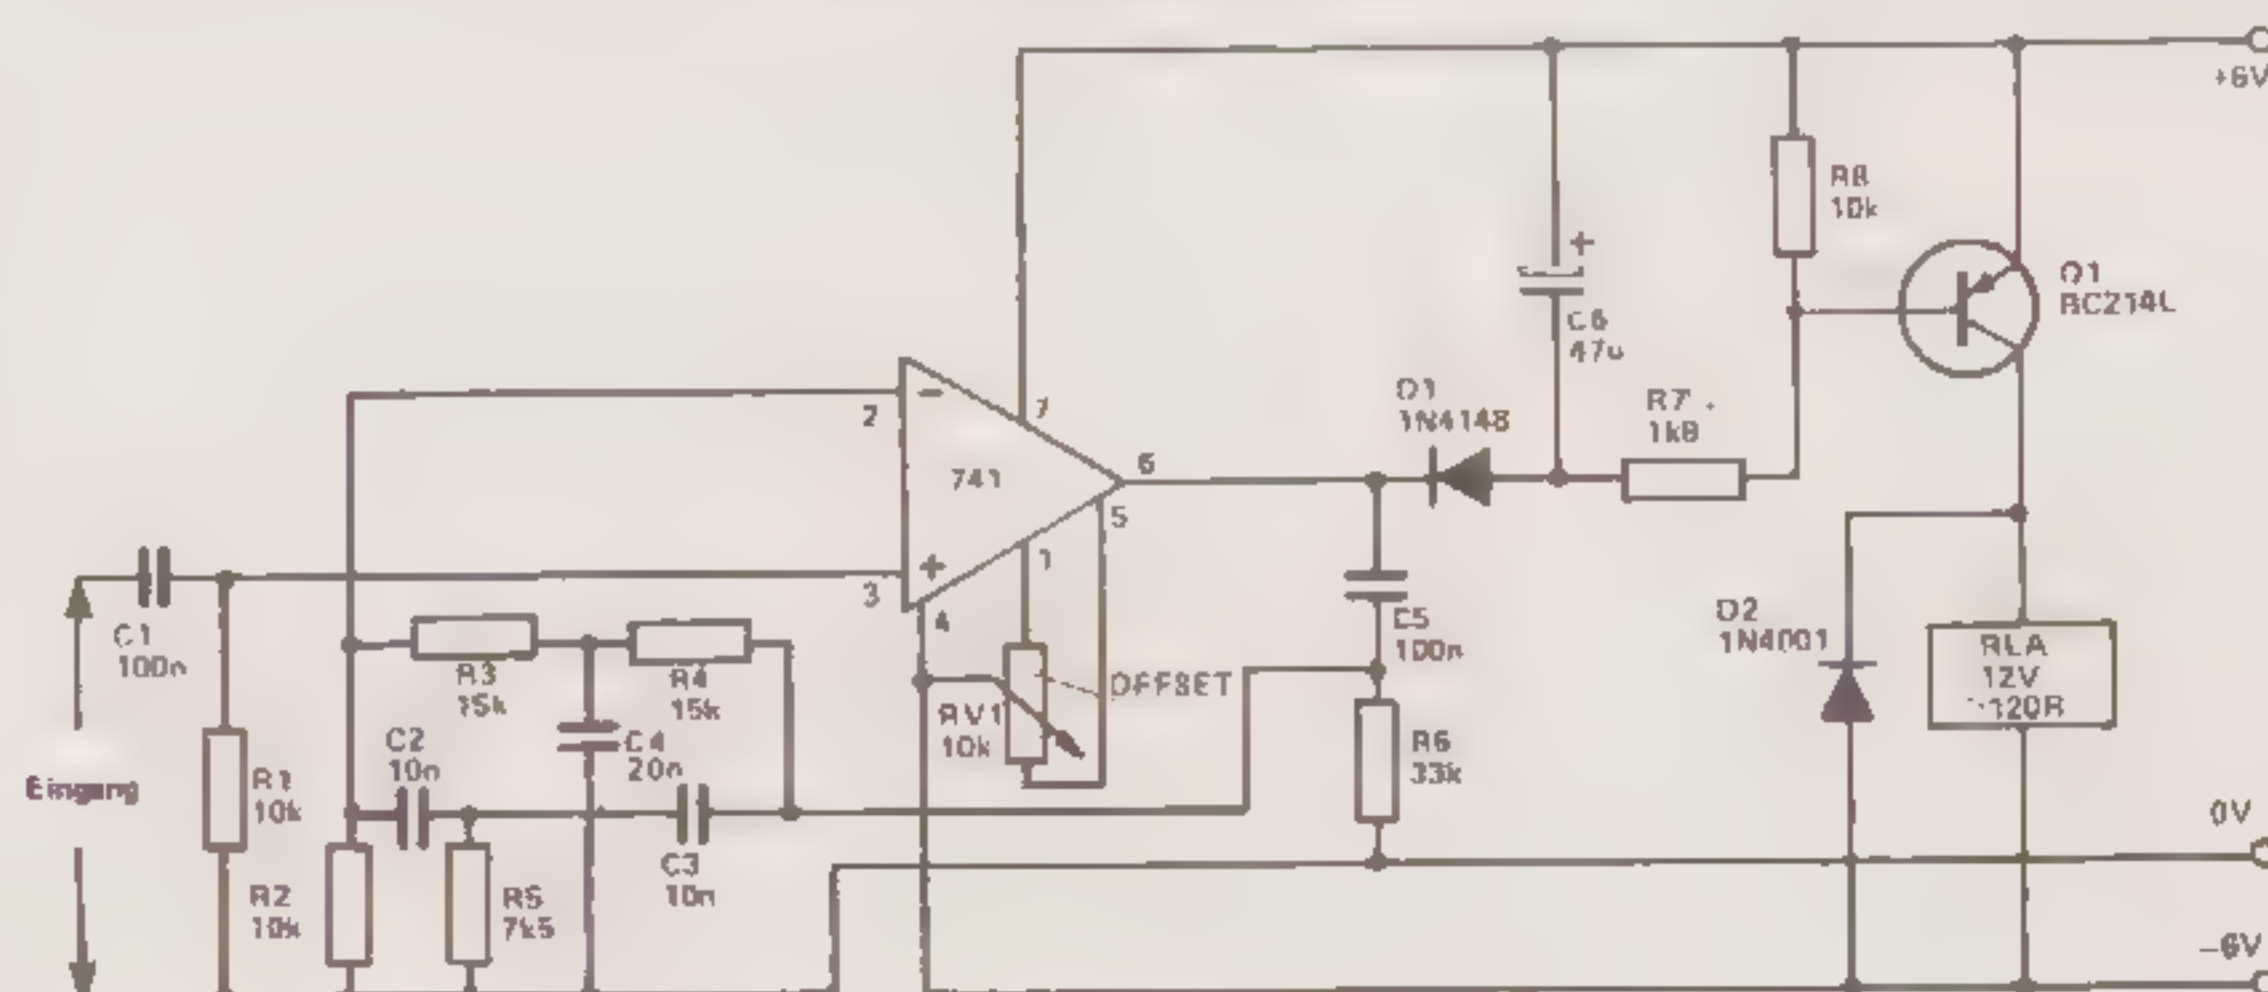 +6V
R8
10k
+
Q1
BC214L
C6
47u
D1
1N4148
R7
1k8
2
−
7
741
6
5
1
+
3
4
C1
100n
R3
15k
R4
15k
C5
100n
D2
1N4001
RLA
12V
120R
OFFSET
RV1
10k
C2
10n
C4
20n
R6
33k
Eingang
R1
10k
0V
C3
10n
R2
10k
R5
7k5
−6V